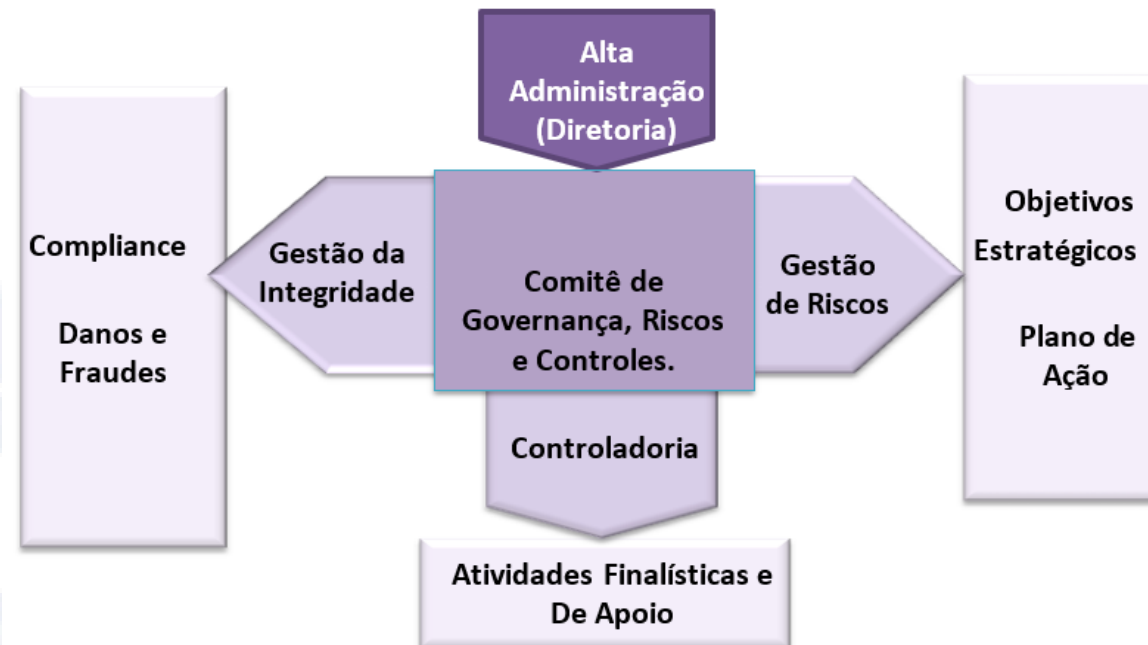 Alta
Administração
(Diretoria)
Compliance
Danos e
Fraudes
Gestão da
Integridade
Comitê de
Governança, Riscos
e Controles.
Gestão
de Riscos
Objetivos
Estratégicos
Plano de
Ação
Controladoria
Atividades Finalísticas e
De Apoio